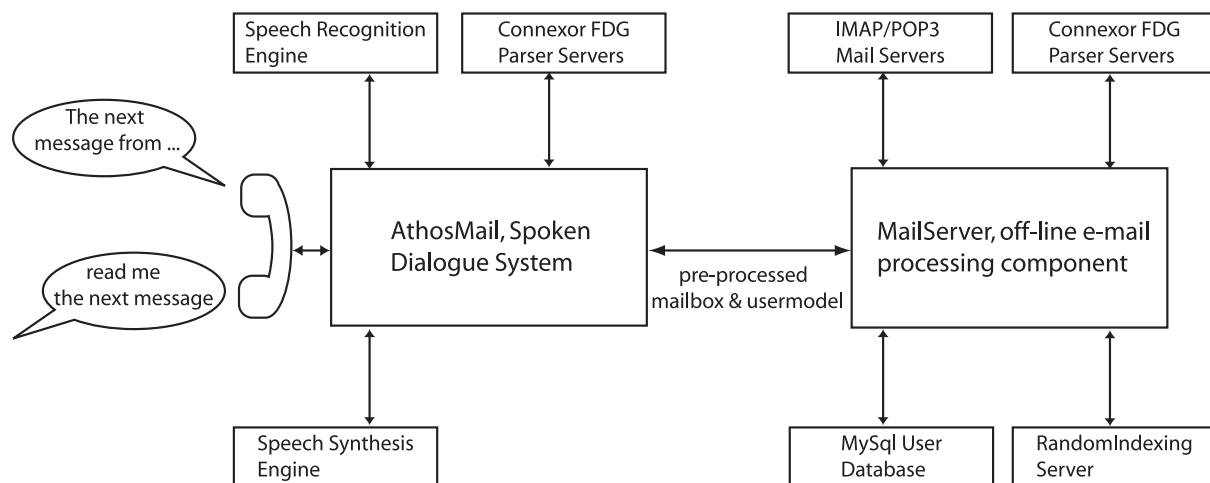 Speech Recognition
Engine
Connexor FDG
Parser Servers
IMAP/POP3
Mail Servers
Connexor FDG
Parser Servers
The next
message from ...
AthosMail, Spoken
Dialogue System
MailServer, off-line e-mail
processing component
pre-processed
mailbox & usermodel
read me
the next message
Speech Synthesis
Engine
MySql User
Database
RandomIndexing
Server